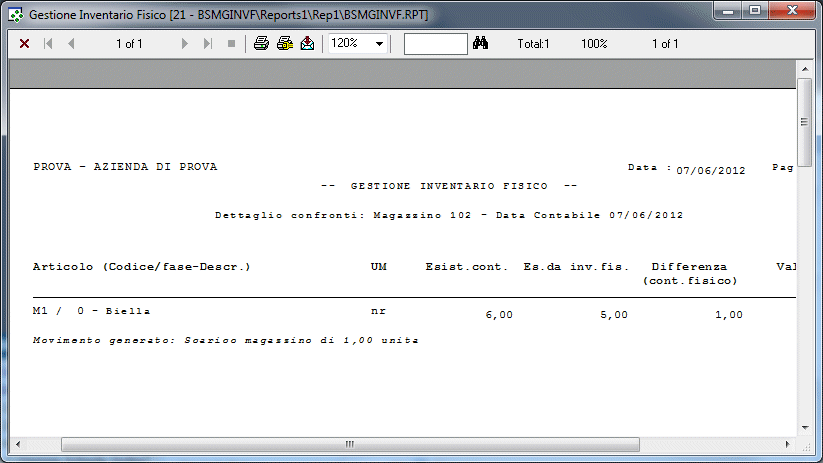 Gestione Inventario Fisico [21 - BSMGINVF\Reports1\Rep1\BSMGINVF.RPT]
1 of 1 120% Total:1 100% 1 of 1
PROVA - AZIENDA DI PROVA Data : 07/06/2012 Pag
-- GESTIONE INVENTARIO FISICO --
Dettaglio confronti: Magazzino 102 - Data Contabile 07/06/2012
Articolo (Codice/fase-Descr.) UM Esist.cont. Es.da inv.fis. Differenza Val
(cont.fisico)
M1 / 0 - Biella nr 6,00 5,00 1,00
Movimento generato: Scarico magazzino di 1,00 unita